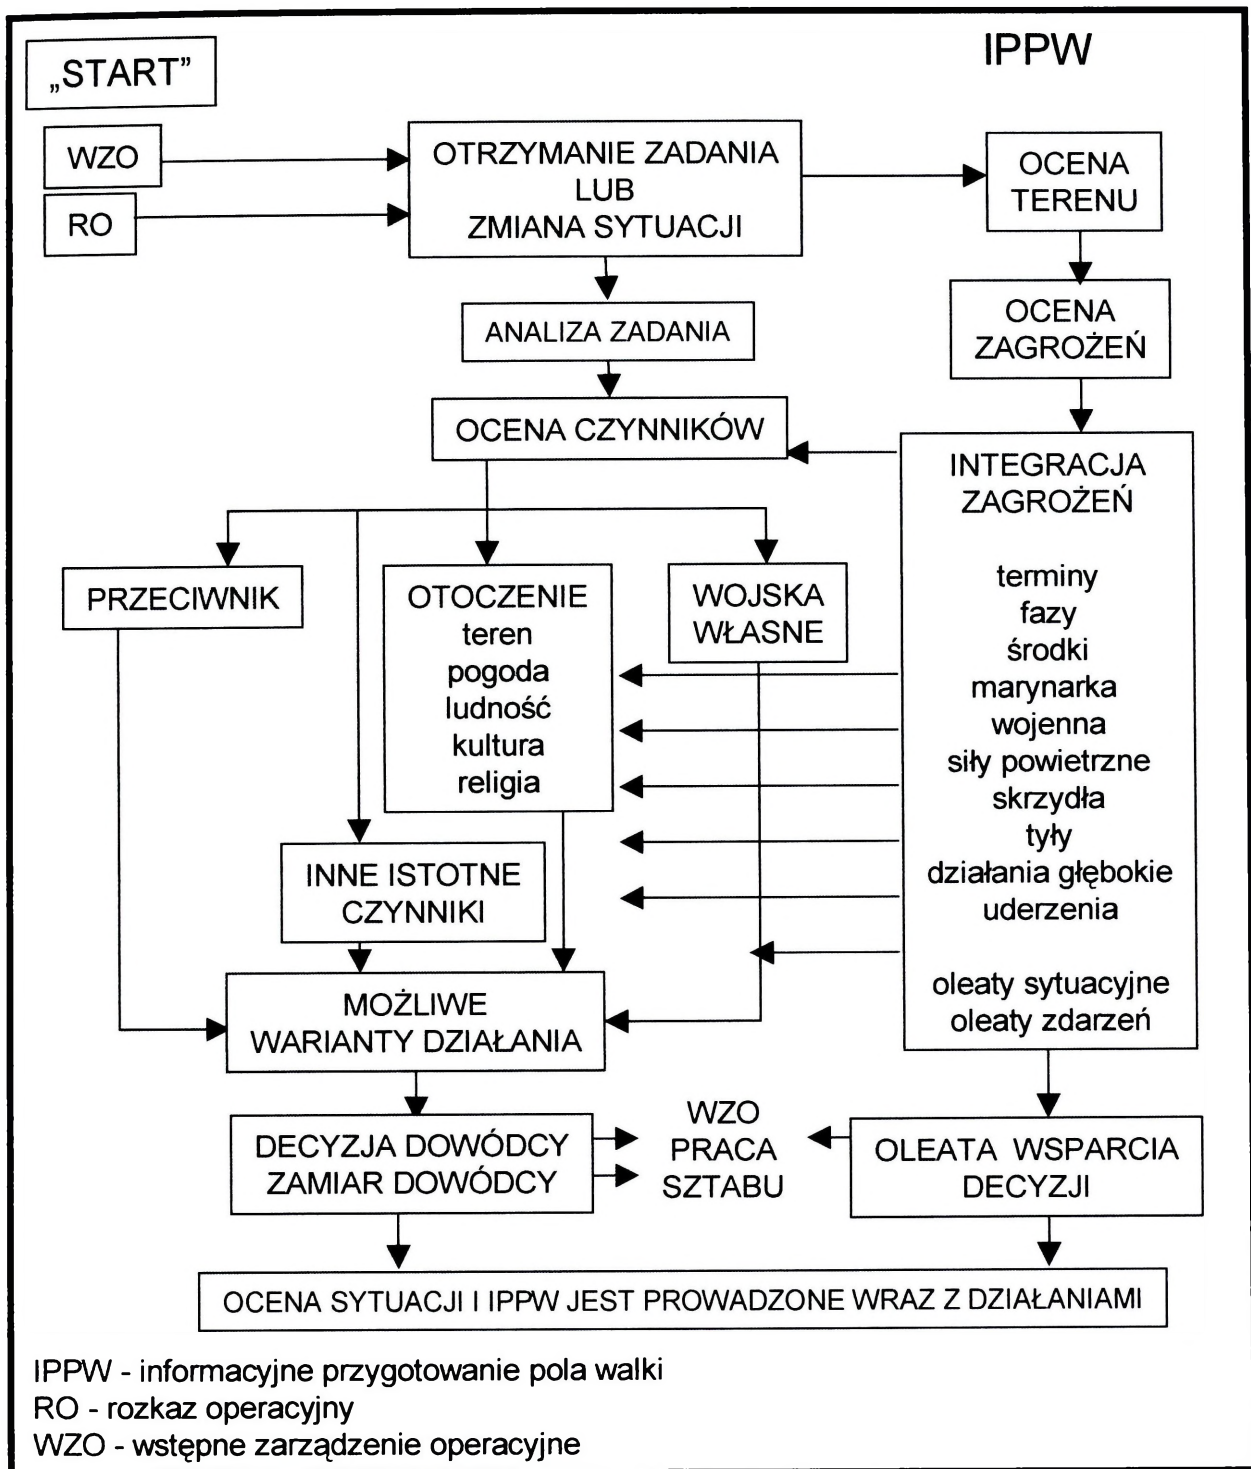 „START”
IPPW
WZO
RO
OTRZYMANIE ZADANIA
LUB
ZMIANA SYTUACJI
OCENA
TERENU
ANALIZA ZADANIA
OCENA
ZAGROŻEŃ
OCENA CZYNNIKÓW
INTEGRACJA
ZAGROŻEŃ
terminy
fazy
środki
marynarka
wojenna
siły powietrzne
skrzydła
tyły
działania głębokie
uderzenia
oleaty sytuacyjne
oleaty zdarzeń
PRZECIWNIK
OTOCZENIE
teren
pogoda
ludność
kultura
religia
WOJSKA
WŁASNE
INNE ISTOTNE
CZYNNIKI
MOŻLIWE
WARIANTY DZIAŁANIA
DECYZJA DOWÓDCY
ZAMIAR DOWÓDCY
WZO
PRACA
SZTABU
OLEATA WSPARCIA
DECYZJI
OCENA SYTUACJI I IPPW JEST PROWADZONE WRAZ Z DZIAŁANIAMI
IPPW - informacyjne przygotowanie pola walki
RO - rozkaz operacyjny
WZO - wstępne zarządzenie operacyjne